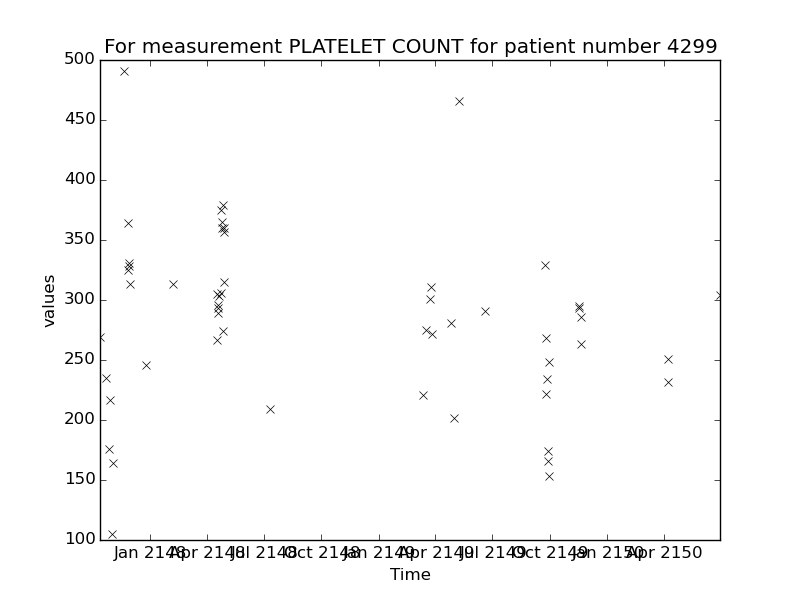 For measurement PLATELET COUNT for patient number 4299
500
450
400
350
300
250
200
150
100
values
Jan 2148 Apr 2148 Jul 2148 Oct 2148 Jan 2149 Apr 2149 Jul 2149 Oct 2149 Jan 2150 Apr 2150
Time